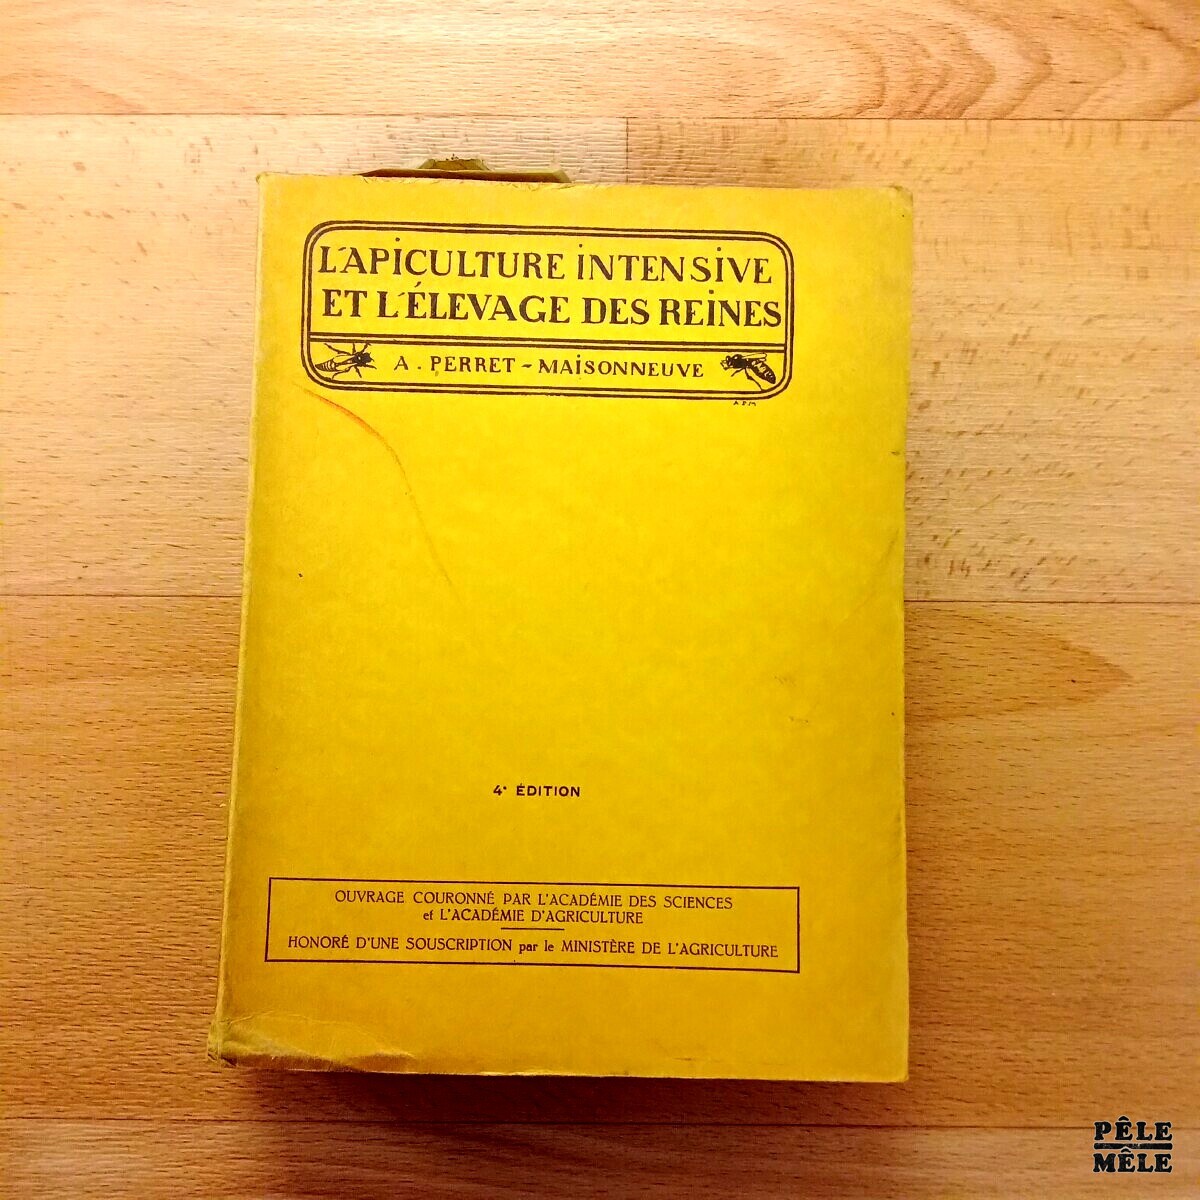 L'APICULTURE INTENSIVE
ET L'ÉLEVAGE DES REINES
A. PERRET-MAISONNEUVE
A P M
4e ÉDITION
OUVRAGE COURONNÉ PAR L'ACADÉMIE DES SCIENCES
et L'ACADÉMIE D'AGRICULTURE
HONORÉ D'UNE SOUSCRIPTION par le MINISTÈRE DE L'AGRICULTURE
PÊLE
MÊLE